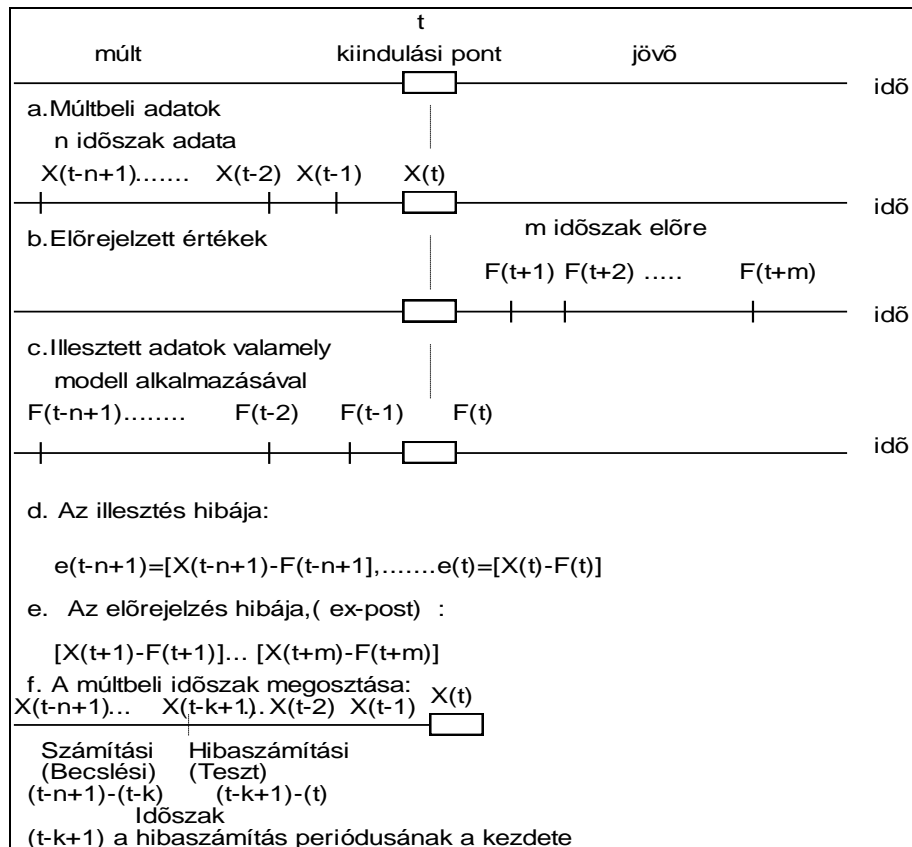 t
múlt kiindulási pont jövõ
idõ
a.Múltbeli adatok
n idõszak adata
X(t-n+1)....... X(t-2) X(t-1) X(t)
idõ
b.Elõrejelzett értékek m idõszak elõre
F(t+1) F(t+2) ..... F(t+m)
idõ
c.Illesztett adatok valamely
modell alkalmazásával
F(t-n+1)........ F(t-2) F(t-1) F(t)
idõ
d. Az illesztés hibája:
e(t-n+1)=[X(t-n+1)-F(t-n+1],.......e(t)=[X(t)-F(t)]
e. Az elõrejelzés hibája,( ex-post) :
[X(t+1)-F(t+1)]... [X(t+m)-F(t+m)]
f. A múltbeli idõszak megosztása:
X(t-n+1)... X(t-k+1).. X(t-2) X(t-1) X(t)
Számítási Hibaszámítási
(Becslési) (Teszt)
(t-n+1)-(t-k) (t-k+1)-(t)
Idõszak
(t-k+1) a hibaszámítás periódusának a kezdete